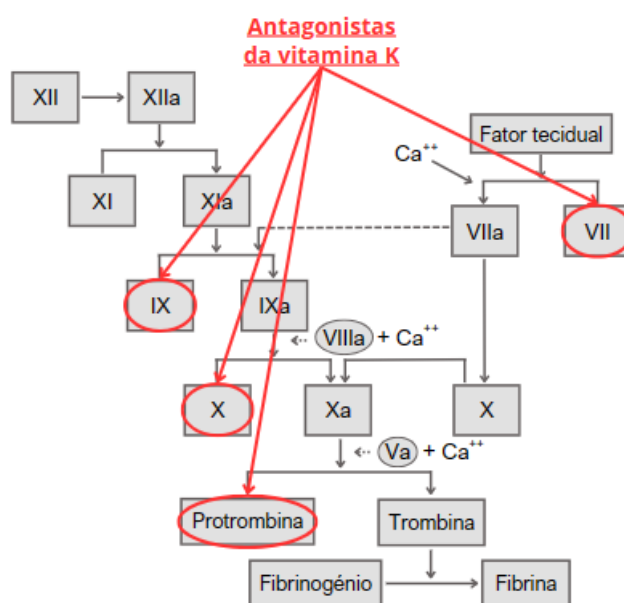 Antagonistas
da vitamina K
XII
XIIa
Fator tecidual
Ca⁺⁺
XI
XIa
VIIa
VII
IX
IXa
VIIIa + Ca⁺⁺
X
Xa
X
Va + Ca⁺⁺
Protrombina
Trombina
Fibrinogénio
Fibrina